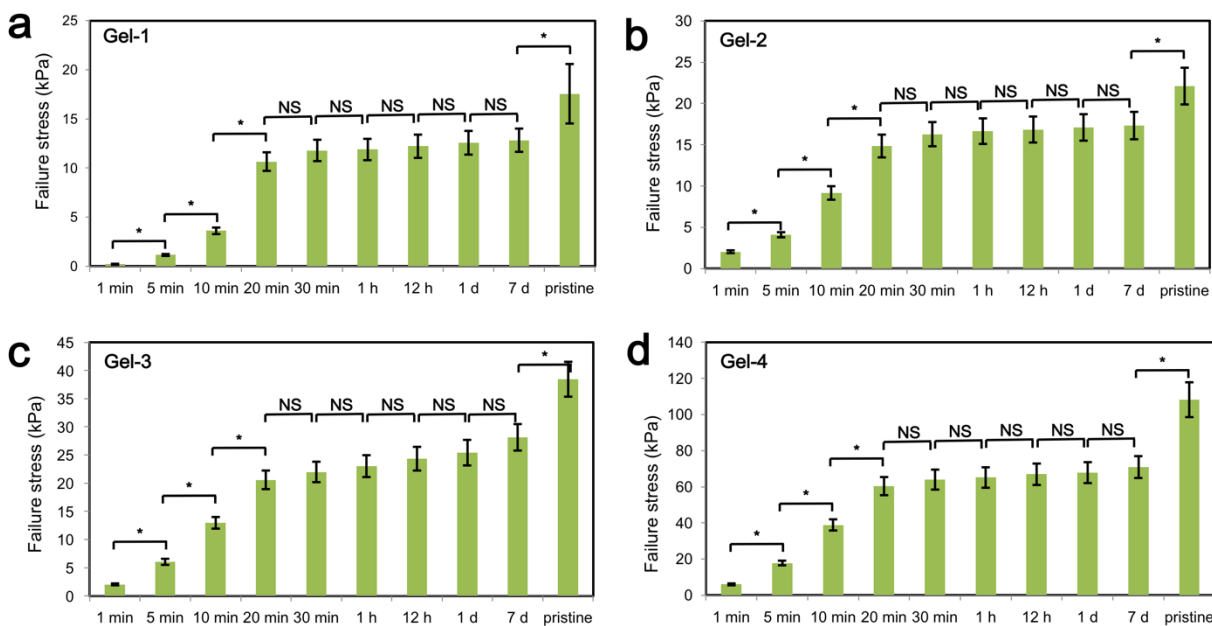 a
Gel-1
Failure stress (kPa)
25
20
15
10
5
0
*
*
*
NS
NS
NS
NS
NS
*
1 min 5 min 10 min 20 min 30 min 1 h 12 h 1 d 7 d pristine
b
Gel-2
Failure stress (kPa)
30
25
20
15
10
5
0
*
*
*
NS
NS
NS
NS
NS
*
1 min 5 min 10 min 20 min 30 min 1 h 12 h 1 d 7 d pristine
c
Gel-3
Failure stress (kPa)
45
40
35
30
25
20
15
10
5
0
*
*
*
NS
NS
NS
NS
NS
*
1 min 5 min 10 min 20 min 30 min 1 h 12 h 1 d 7 d pristine
d
Gel-4
Failure stress (kPa)
140
120
100
80
60
40
20
0
*
*
*
NS
NS
NS
NS
NS
*
1 min 5 min 10 min 20 min 30 min 1 h 12 h 1 d 7 d pristine